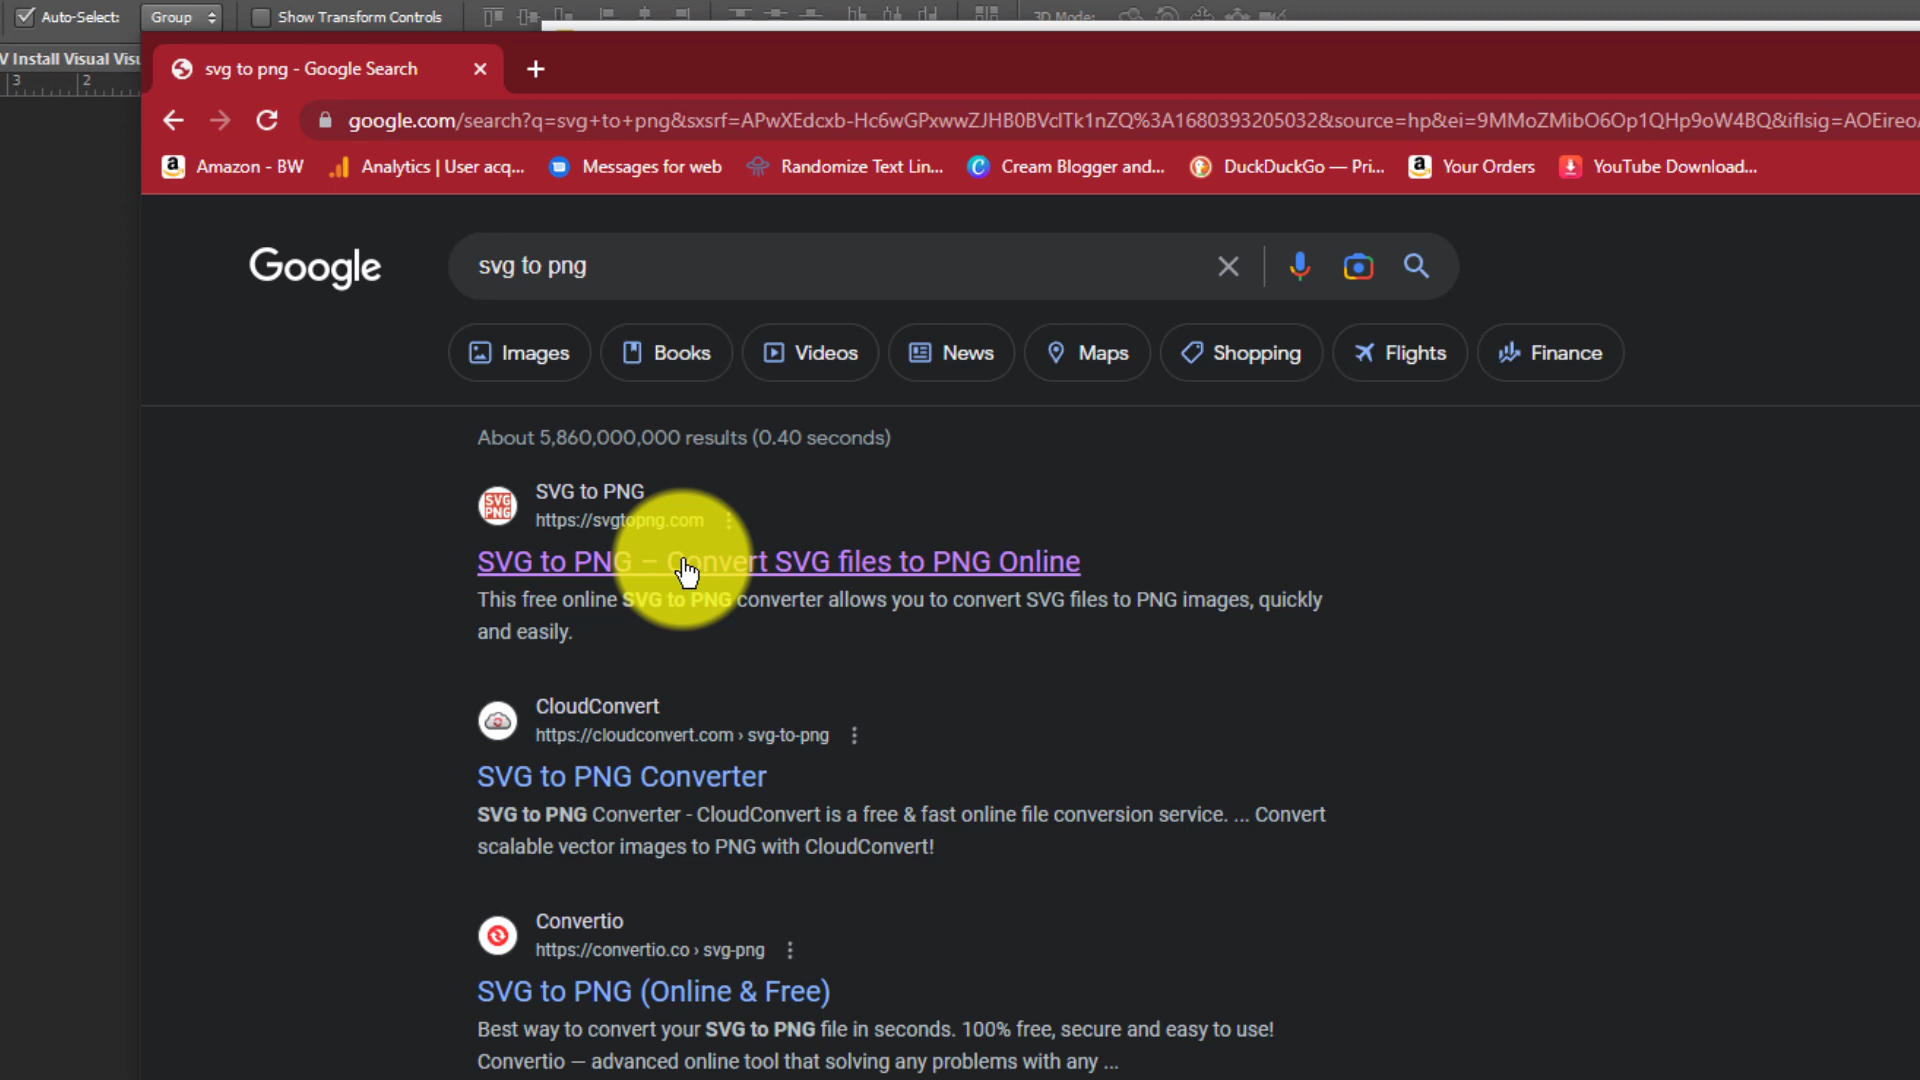 Auto-Select: Group Show Transform Controls 3D Mode:
V Install Visual Visu
3 2
svg to png - Google Search
google.com/search?q=svg+to+png&sxsrf=APwXEdcxb-Hc6wGPxwwZJHB0BVclTk1nZQ%3A1680393205032&source=hp&ei=9MMoZMibO6Op1QHp9oW4BQ&iflsig=AOEireo
Amazon - BW Analytics | User acq... Messages for web Randomize Text Lin... Cream Blogger and... DuckDuckGo — Pri... Your Orders YouTube Download...
Google svg to png
Images Books Videos News Maps Shopping Flights Finance
About 5,860,000,000 results (0.40 seconds)
SVG PNG
SVG to PNG
https://svgtopng.com
SVG to PNG – Convert SVG files to PNG Online
This free online SVG to PNG converter allows you to convert SVG files to PNG images, quickly
and easily.
CloudConvert
https://cloudconvert.com › svg-to-png
SVG to PNG Converter
SVG to PNG Converter - CloudConvert is a free & fast online file conversion service. ... Convert
scalable vector images to PNG with CloudConvert!
Convertio
https://convertio.co › svg-png
SVG to PNG (Online & Free)
Best way to convert your SVG to PNG file in seconds. 100% free, secure and easy to use!
Convertio — advanced online tool that solving any problems with any ...